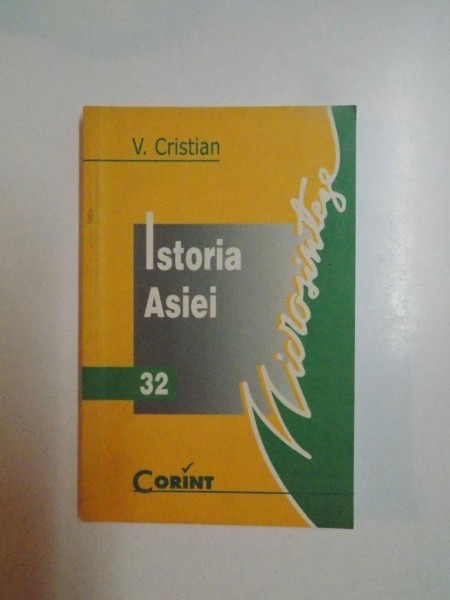 V. Cristian
Istoria
Asiei
Microsinteze
32
CORINT